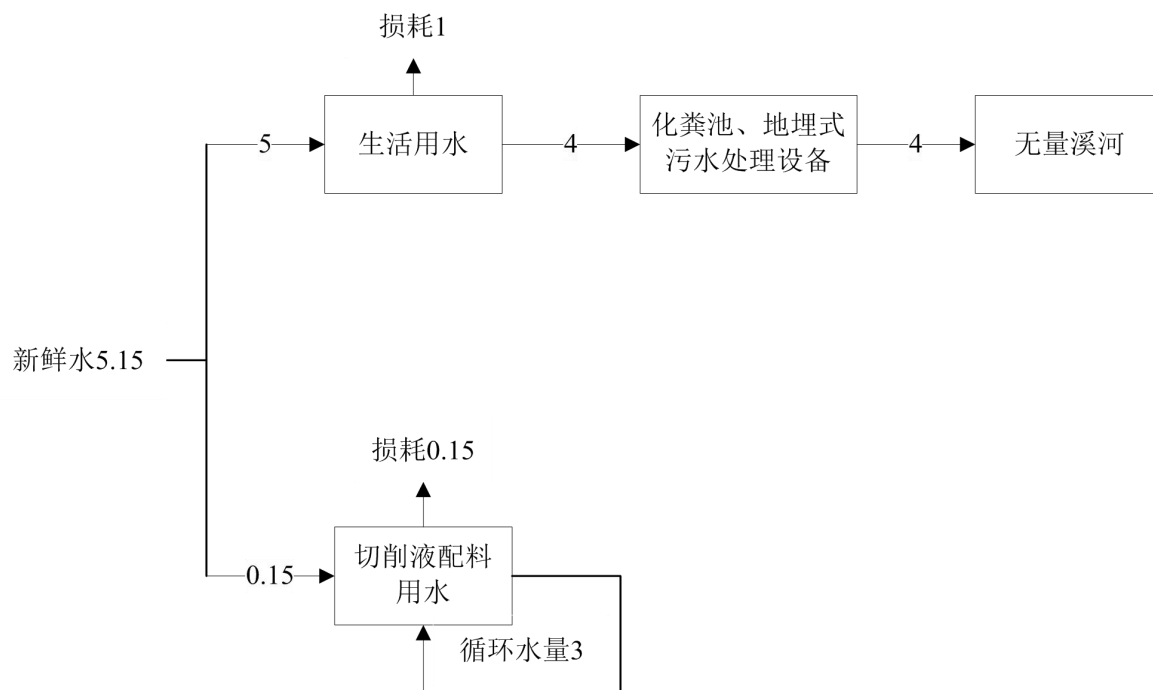 损耗1
5
生活用水
4
化粪池、地埋式
污水处理设备
4
无量溪河
新鲜水5.15
损耗0.15
0.15
切削液配料
用水
循环水量3